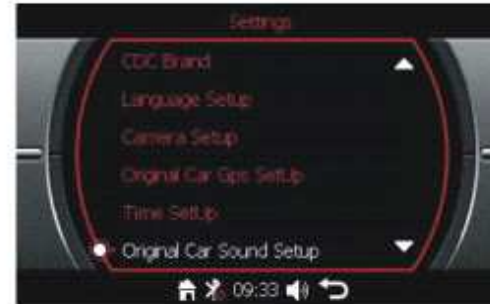 Settings
CDC Brand
Language Setup
Camera Setup
Original Car Gps SetUp
Time SetUp
Original Car Sound Setup
09:33